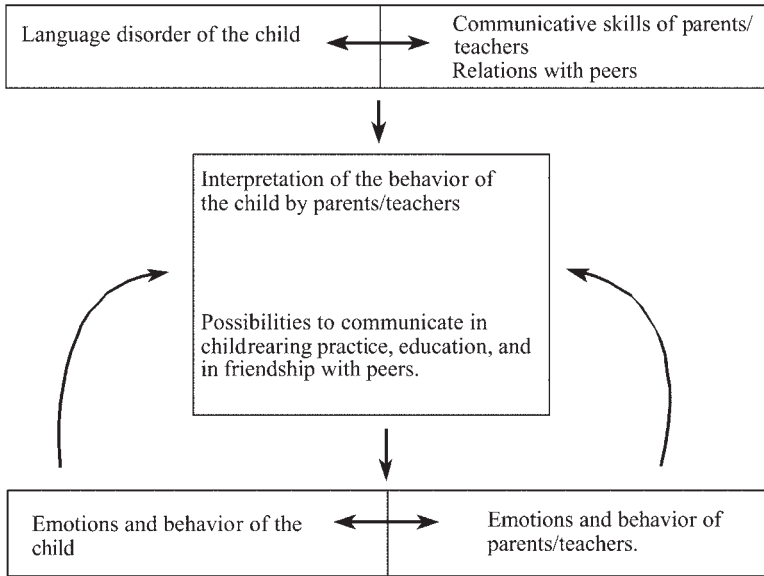 Language disorder of the child
Communicative skills of parents/
teachers
Relations with peers
Interpretation of the behavior of
the child by parents/teachers
Possibilities to communicate in
childrearing practice, education, and
in friendship with peers.
Emotions and behavior of the
child
Emotions and behavior of
parents/teachers.